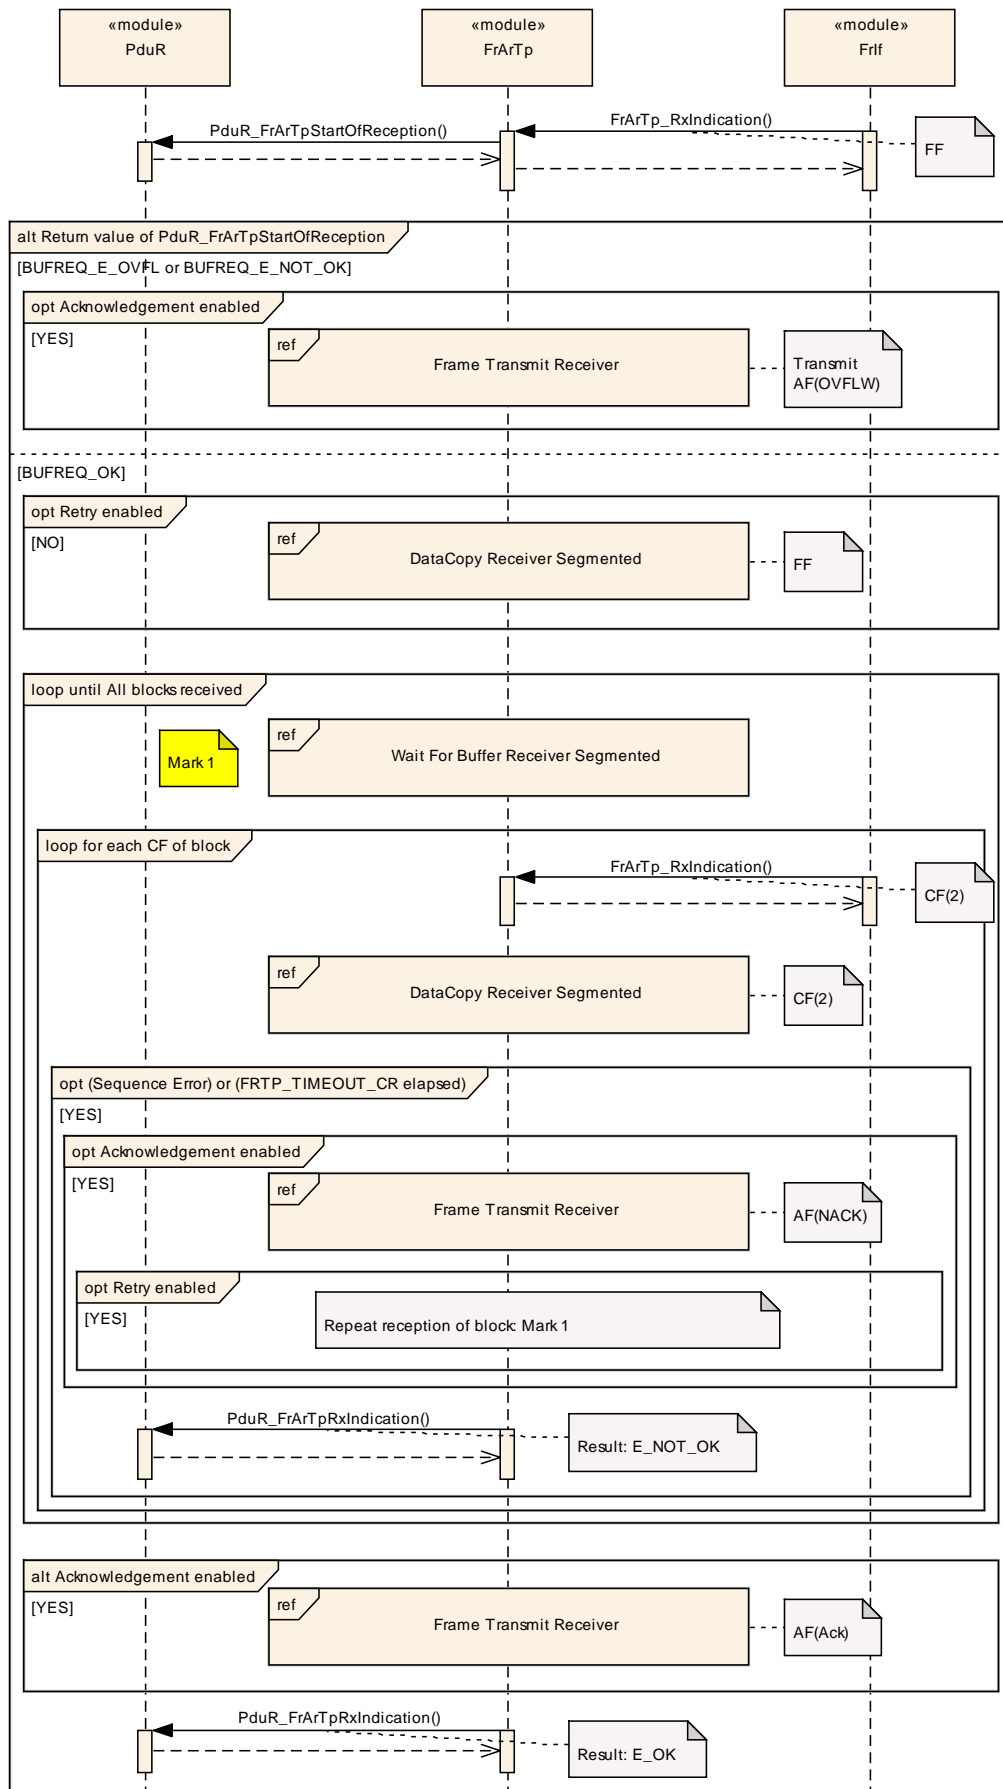 «module»
PduR
«module»
FrArTp
«module»
FrIf
PduR_FrArTpStartOfReception()
FrArTp_RxIndication()
FF
alt Return value of PduR_FrArTpStartOfReception
[BUFREQ_E_OVFL or BUFREQ_E_NOT_OK]
opt Acknowledgement enabled
[YES]
ref
Frame Transmit Receiver
Transmit
AF(OVFLW)
[BUFREQ_OK]
opt Retry enabled
[NO]
ref
DataCopy Receiver Segmented
FF
loop until All blocks received
Mark 1
ref
Wait For Buffer Receiver Segmented
loop for each CF of block
FrArTp_RxIndication()
CF(2)
ref
DataCopy Receiver Segmented
CF(2)
opt (Sequence Error) or (FRTP_TIMEOUT_CR elapsed)
[YES]
opt Acknowledgement enabled
[YES]
ref
Frame Transmit Receiver
AF(NACK)
opt Retry enabled
[YES]
Repeat reception of block: Mark 1
PduR_FrArTpRxIndication()
Result: E_NOT_OK
alt Acknowledgement enabled
[YES]
ref
Frame Transmit Receiver
AF(Ack)
PduR_FrArTpRxIndication()
Result: E_OK